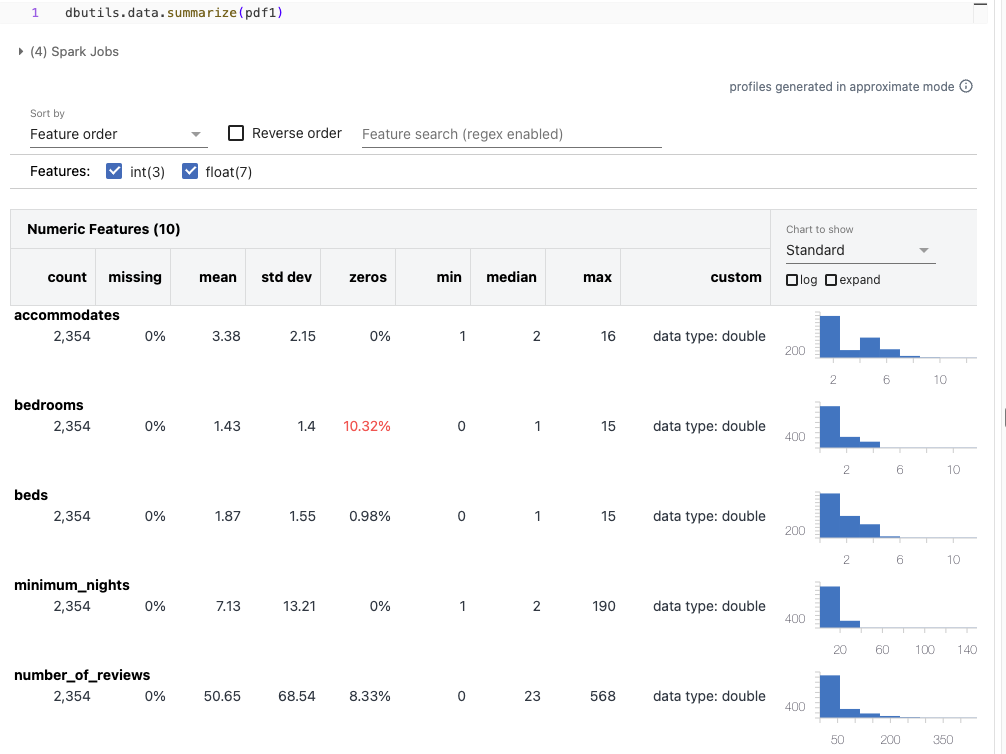 1 dbutils.data.summarize(pdf1)
(4) Spark Jobs
profiles generated in approximate mode
Sort by
Feature order
Reverse order
Feature search (regex enabled)
Features: int(3) float(7)
Numeric Features (10)
Chart to show
Standard
log expand
count missing mean std dev zeros min median max custom
accommodates
2,354 0% 3.38 2.15 0% 1 2 16 data type: double
200
2 6 10
bedrooms
2,354 0% 1.43 1.4 10.32% 0 1 15 data type: double
400
2 6 10
beds
2,354 0% 1.87 1.55 0.98% 0 1 15 data type: double
200
2 6 10
minimum_nights
2,354 0% 7.13 13.21 0% 1 2 190 data type: double
400
20 60 100 140
number_of_reviews
2,354 0% 50.65 68.54 8.33% 0 23 568 data type: double
400
50 200 350